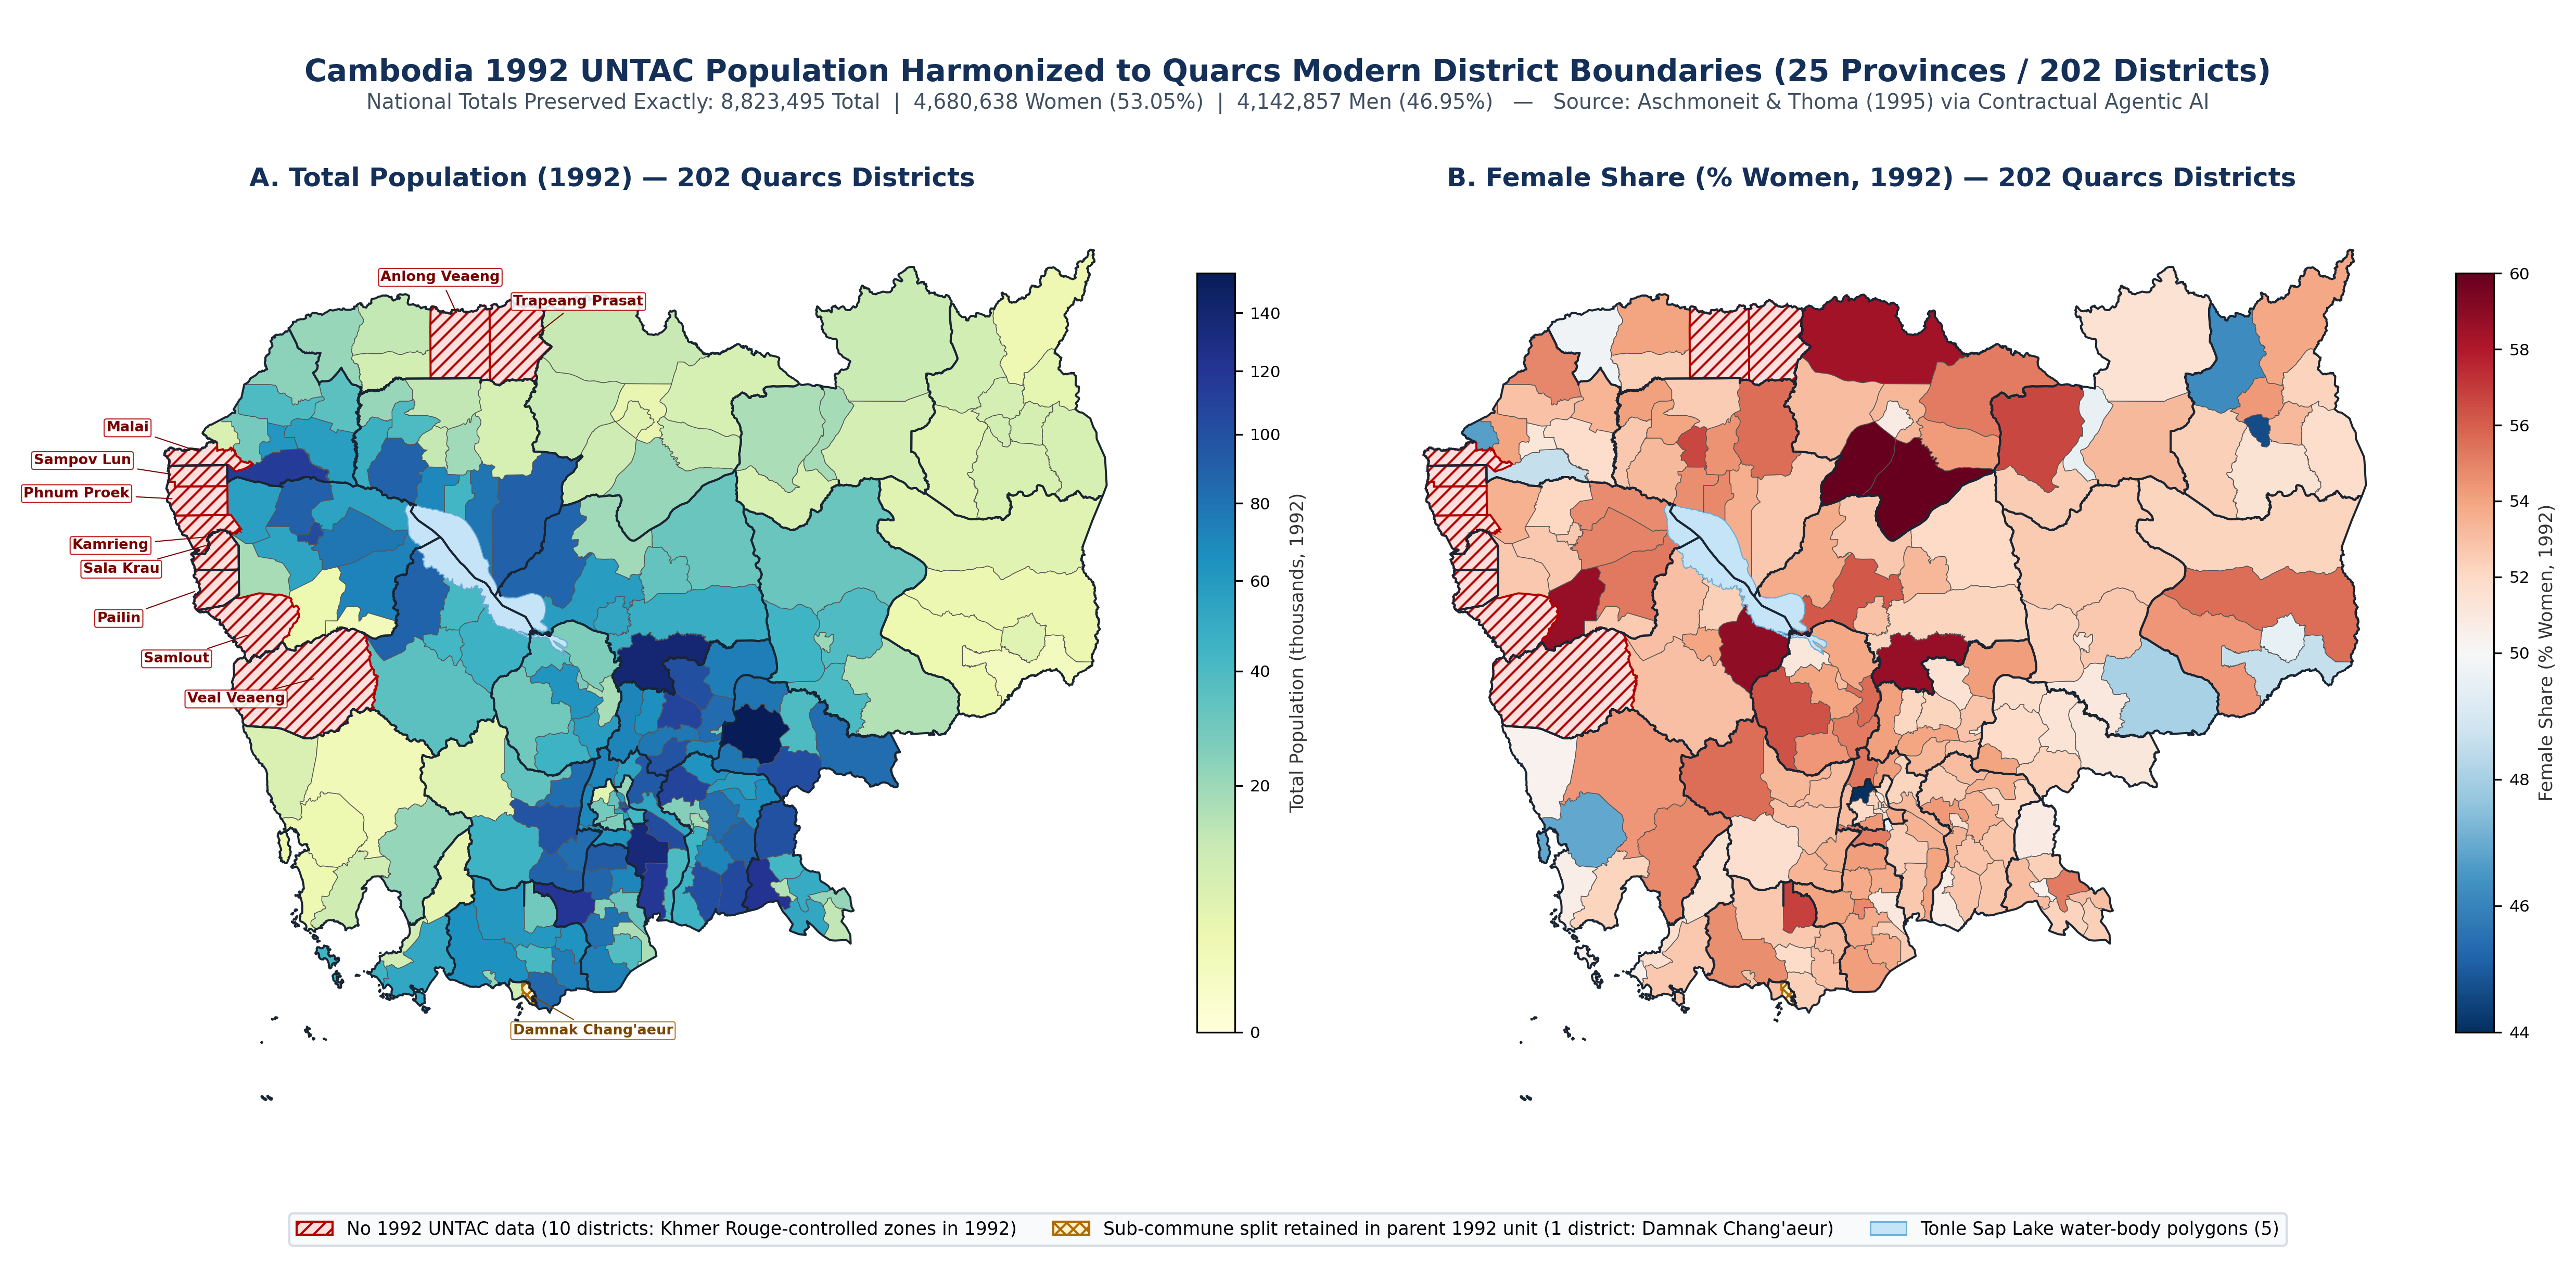 Cambodia 1992 UNTAC Population Harmonized to Quarcs Modern District Boundaries (25 Provinces / 202 Districts)
National Totals Preserved Exactly: 8,823,495 Total | 4,680,638 Women (53.05%) | 4,142,857 Men (46.95%) — Source: Aschmoneit & Thoma (1995) via Contractual Agentic AI
A. Total Population (1992) — 202 Quarcs Districts
Anlong Veaeng
Trapeang Prasat
Malai
Sampov Lun
Phnum Proek
Kamrieng
Sala Krau
Pailin
Samlout
Veal Veaeng
Damnak Chang'aeur
140
120
100
80
60
40
20
0
Total Population (thousands, 1992)
B. Female Share (% Women, 1992) — 202 Quarcs Districts
60
58
56
54
52
50
48
46
44
Female Share (% Women, 1992)
No 1992 UNTAC data (10 districts: Khmer Rouge-controlled zones in 1992)
Sub-commune split retained in parent 1992 unit (1 district: Damnak Chang'aeur)
Tonle Sap Lake water-body polygons (5)